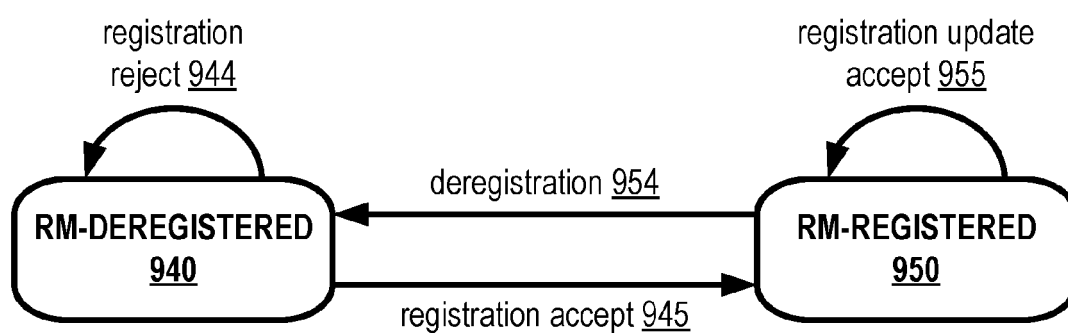 registration
reject 944
registration update
accept 955
deregistration 954
RM-DEREGISTERED
940
RM-REGISTERED
950
registration accept 945